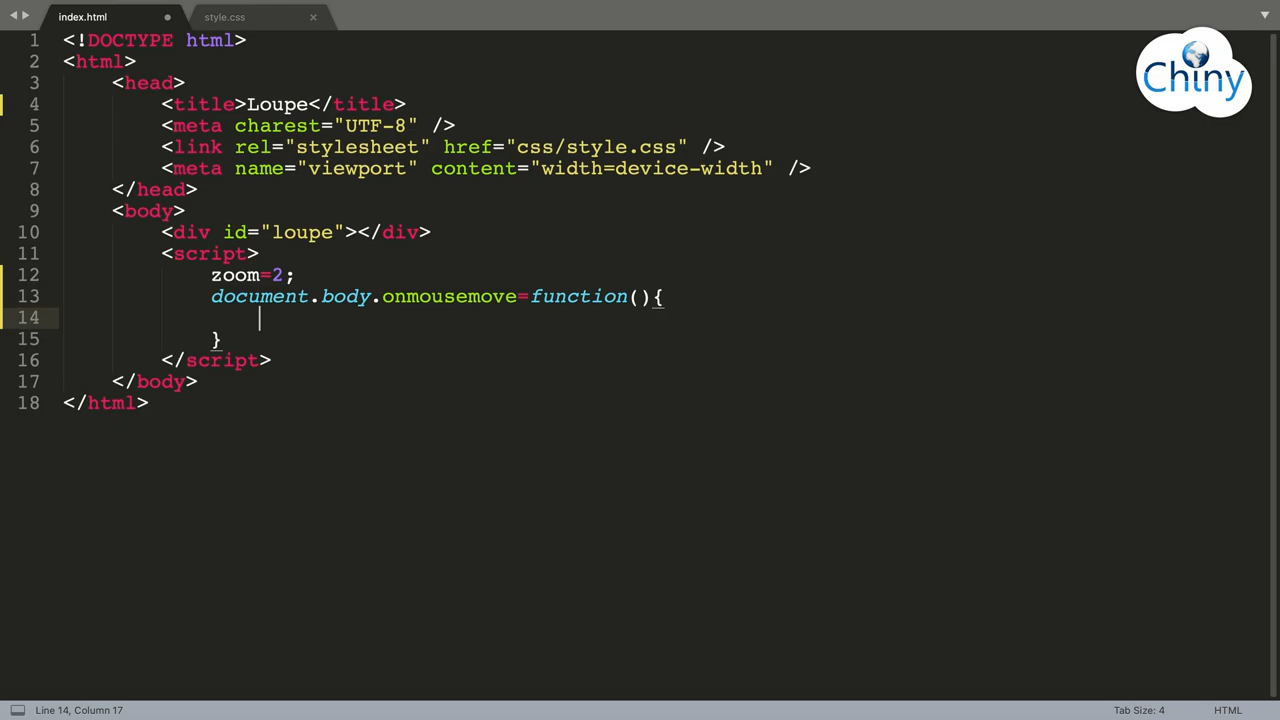 index.html
style.css
Chiny
1 <!DOCTYPE html>
2 <html>
3 <head>
4 <title>Loupe</title>
5 <meta charest="UTF-8" />
6 <link rel="stylesheet" href="css/style.css" />
7 <meta name="viewport" content="width=device-width" />
8 </head>
9 <body>
10 <div id="loupe"></div>
11 <script>
12 zoom=2;
13 document.body.onmousemove=function(){
14
15 }
16 </script>
17 </body>
18 </html>
Line 14, Column 17
Tab Size: 4
HTML